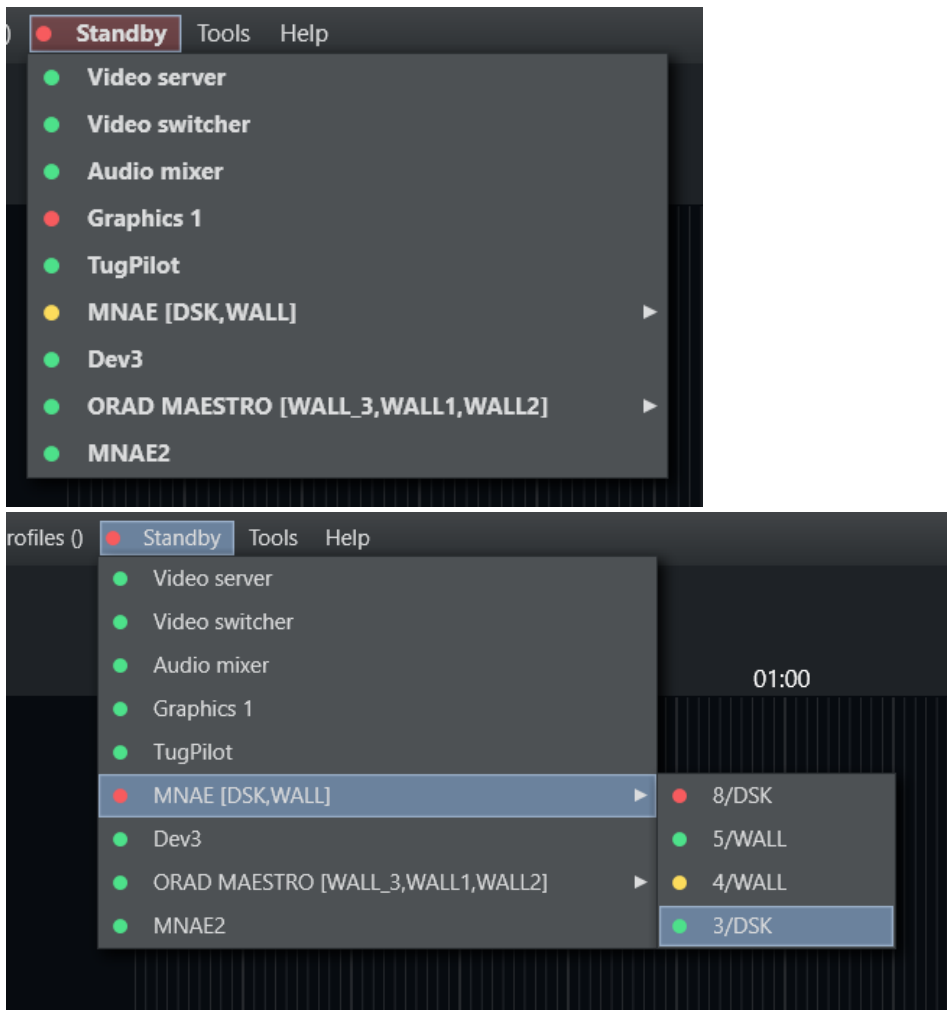 ) Standby Tools Help
Video server
Video switcher
Audio mixer
Graphics 1
TugPilot
MNAE [DSK,WALL]
Dev3
ORAD MAESTRO [WALL_3,WALL1,WALL2]
MNAE2
rofiles () Standby Tools Help
Video server
Video switcher
Audio mixer
01:00
Graphics 1
TugPilot
MNAE [DSK,WALL] 8/DSK
Dev3 5/WALL
ORAD MAESTRO [WALL_3,WALL1,WALL2] 4/WALL
MNAE2 3/DSK